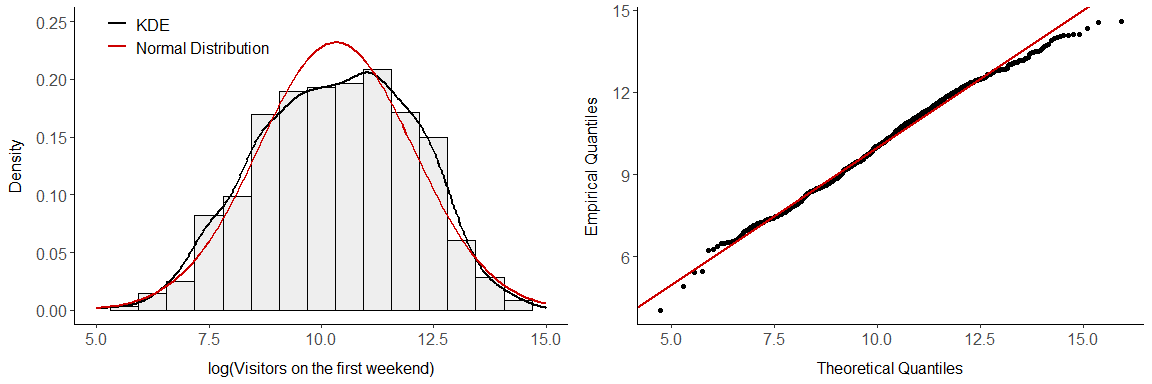 KDE
Normal Distribution
0.25
0.20
0.15
0.10
0.05
0.00
Density
5.0 7.5 10.0 12.5 15.0
log(Visitors on the first weekend)
15
12
9
6
Empirical Quantiles
5.0 7.5 10.0 12.5 15.0
Theoretical Quantiles